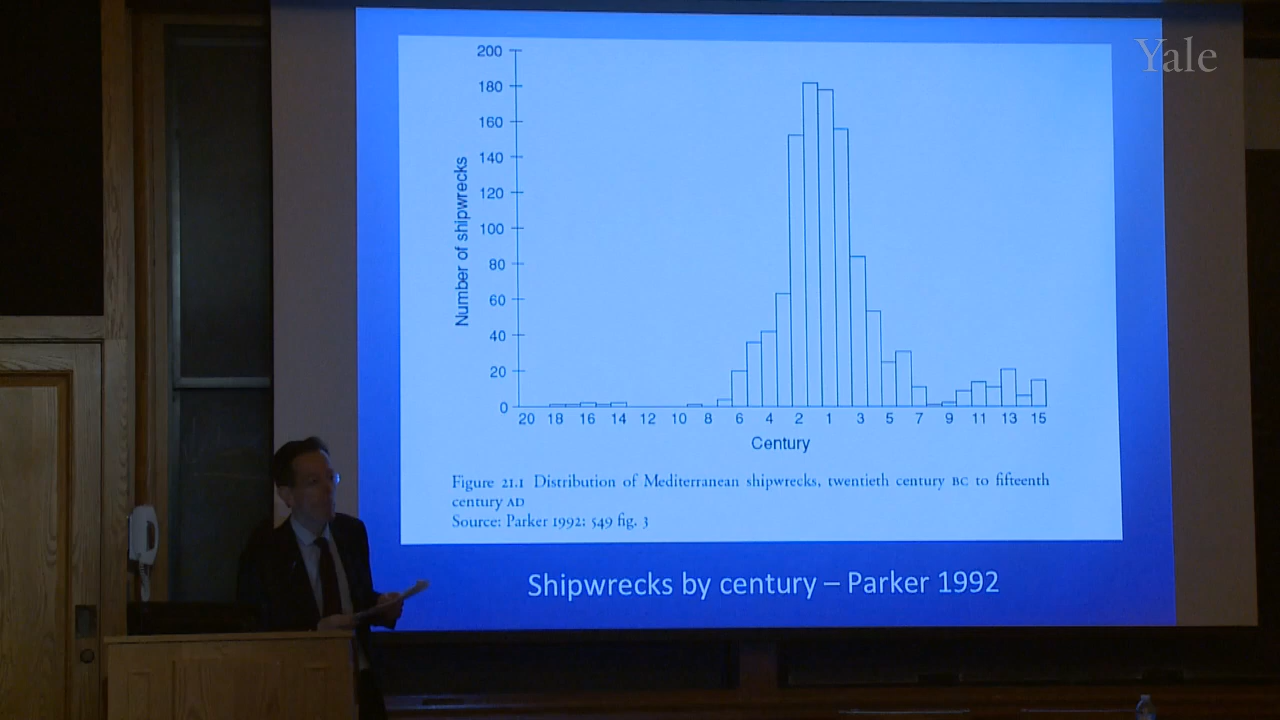 Yale
200
180
160
140
120
100
80
60
40
20
0
Number of shipwrecks
20 18 16 14 12 10 8 6 4 2 1 3 5 7 9 11 13 15
Century
Figure 21.1 Distribution of Mediterranean shipwrecks, twentieth century BC to fifteenth
century AD
Source: Parker 1992: 549 fig. 3
Shipwrecks by century – Parker 1992